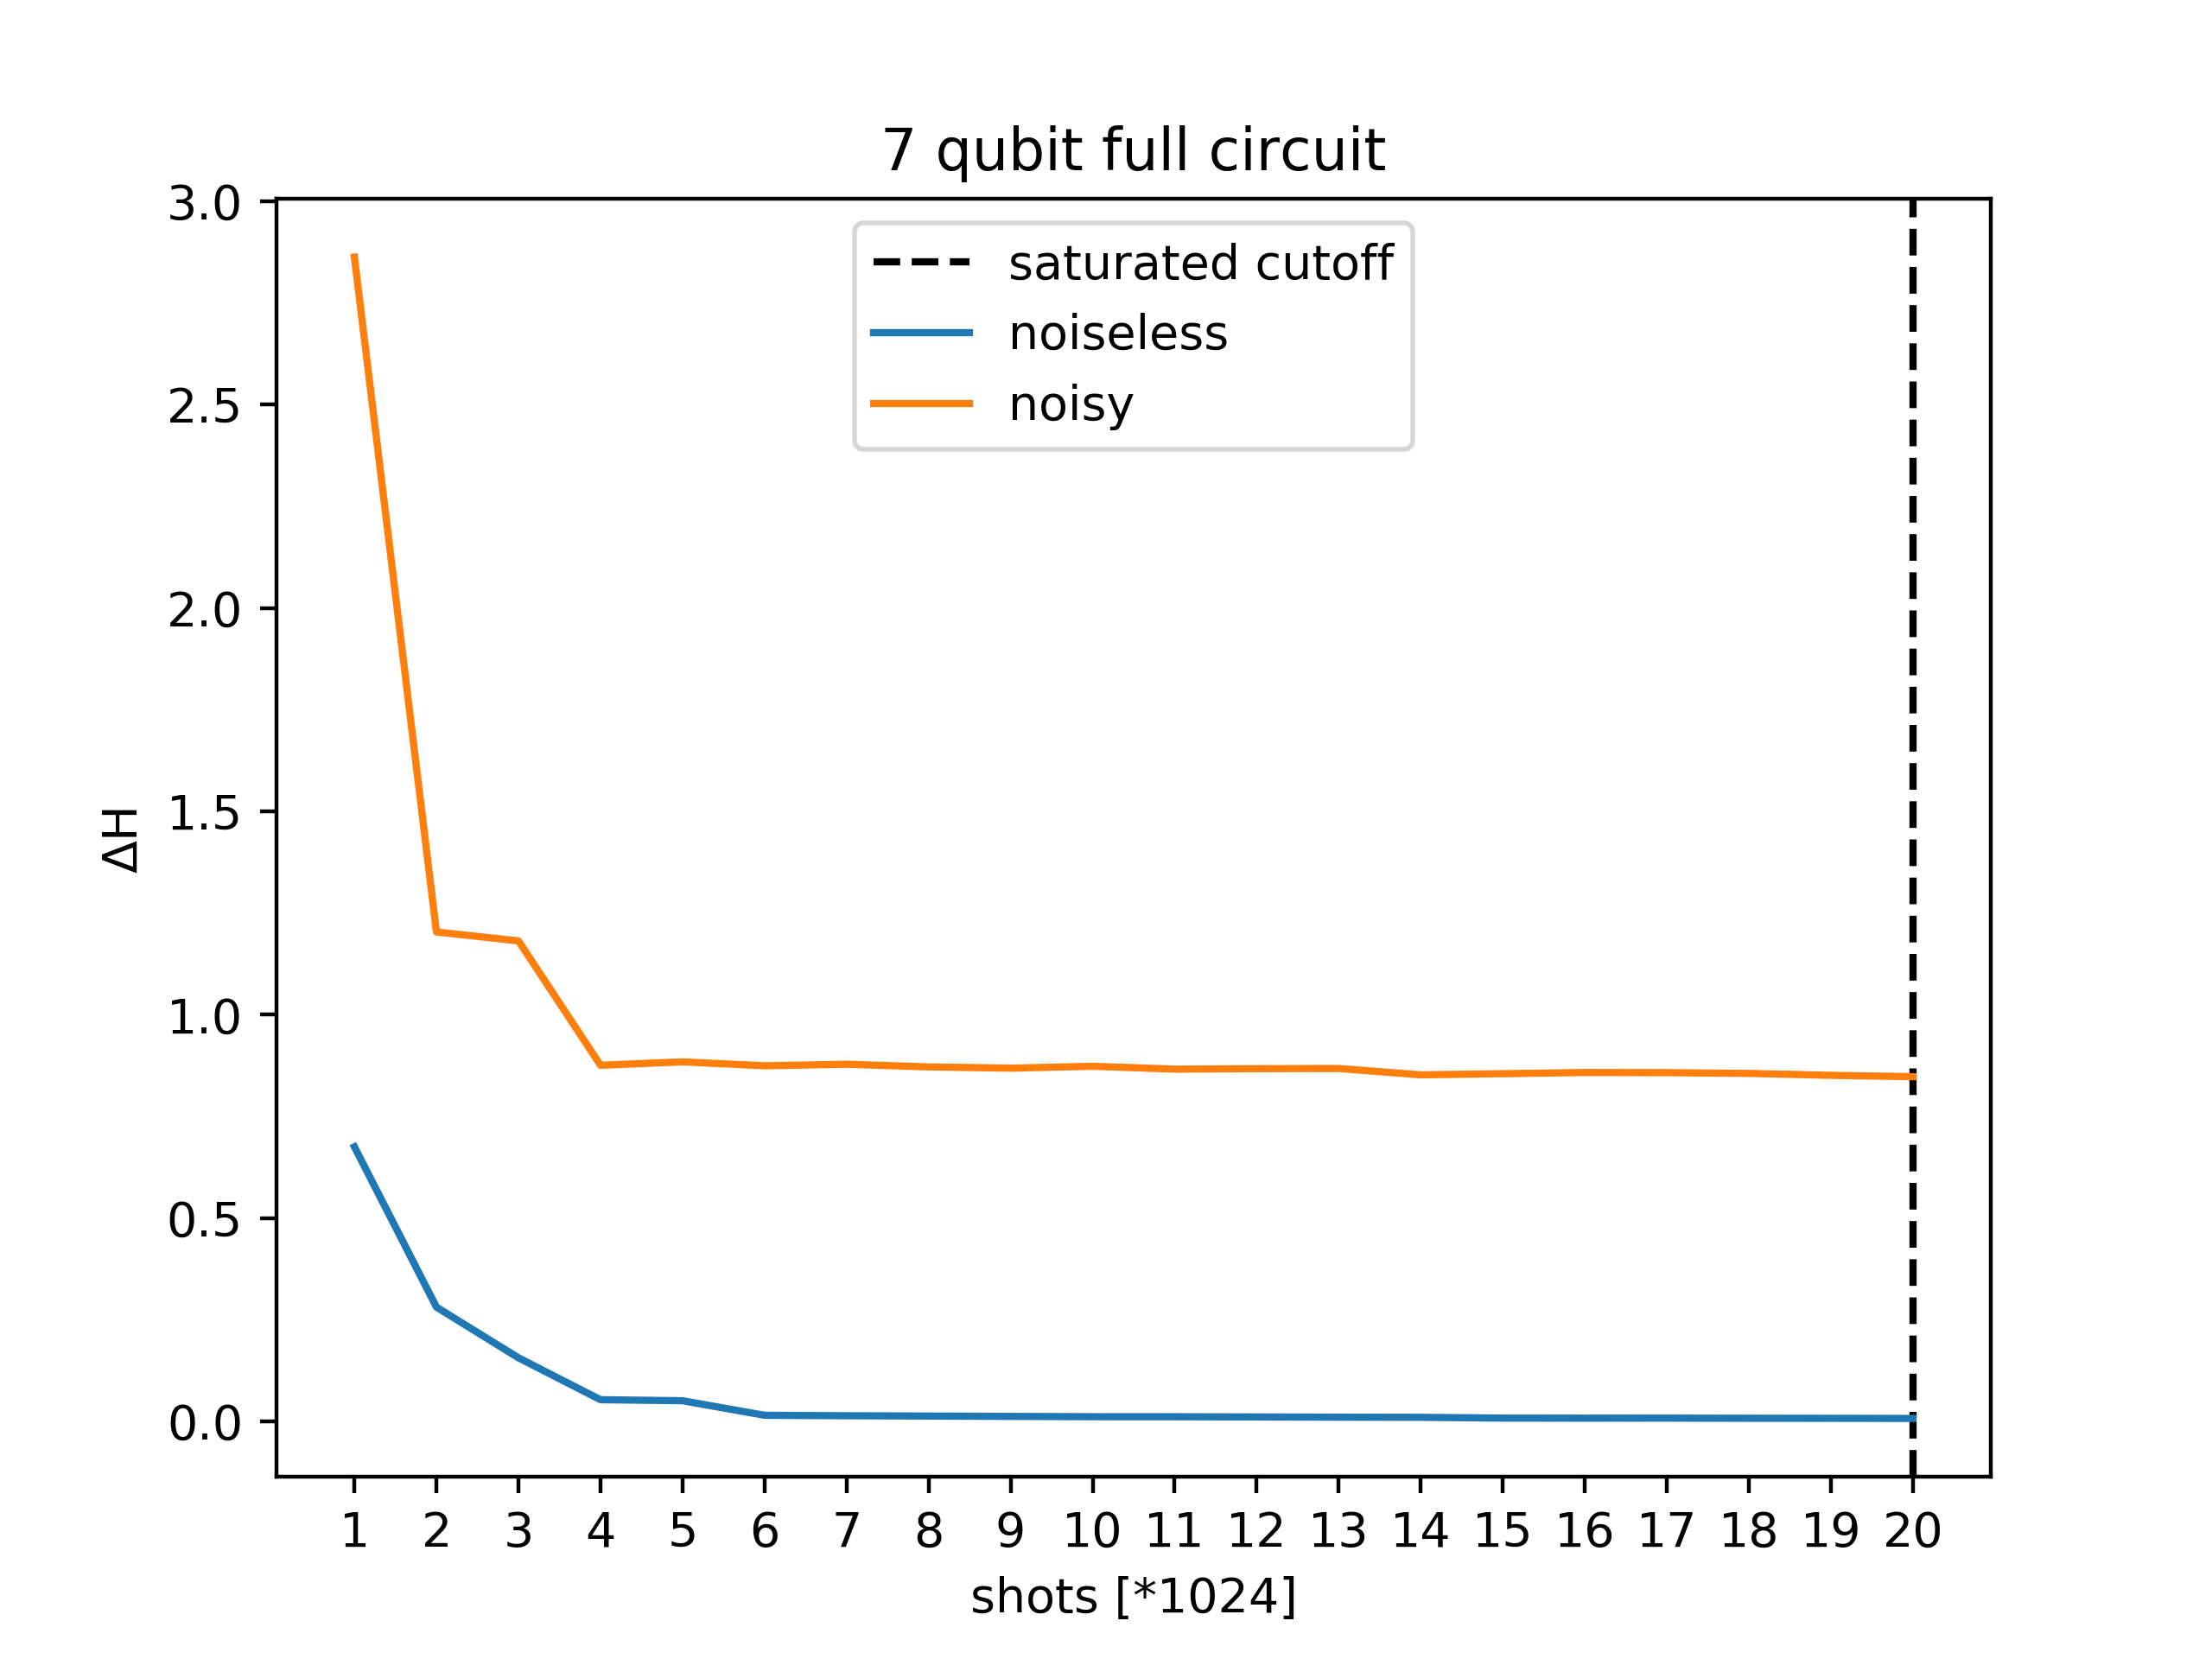 7 qubit full circuit
saturated cutoff
noiseless
noisy
3.0
2.5
2.0
1.5
1.0
0.5
0.0
ΔH
1 2 3 4 5 6 7 8 9 10 11 12 13 14 15 16 17 18 19 20
shots [*1024]